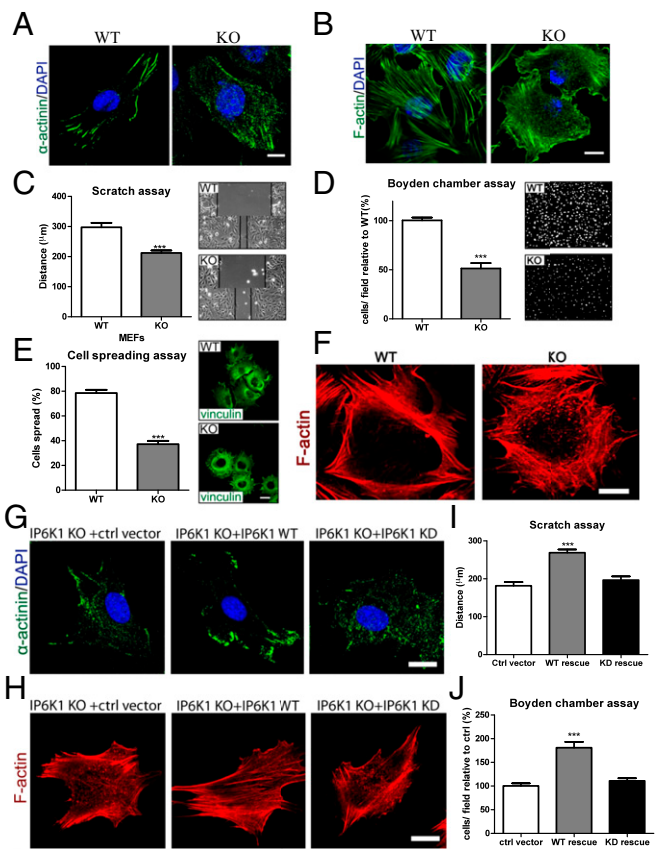 A
WT
KO
α-actinin/DAPI
B
WT
KO
F-actin/DAPI
C
Scratch assay
Distance (µm)
400
300
200
100
0
***
WT
KO
MEFs
WT
KO
D
Boyden chamber assay
cells/ field relative to WT(%)
100
50
0
***
WT
KO
WT
KO
E
Cell spreading assay
Cells spread (%)
100
80
60
40
20
0
***
WT
KO
WT
vinculin
KO
vinculin
F
WT
KO
F-actin
G
IP6K1 KO +ctrl vector
IP6K1 KO+IP6K1 WT
IP6K1 KO+IP6K1 KD
α-actinin/DAPI
H
IP6K1 KO +ctrl vector
IP6K1 KO+IP6K1 WT
IP6K1 KO+IP6K1 KD
F-actin
I
Scratch assay
Distance (µm)
300
200
100
0
***
Ctrl vector
WT rescue
KD rescue
J
Boyden chamber assay
cells/ field relative to ctrl (%)
250
200
150
100
50
0
***
ctrl vector
WT rescue
KD rescue